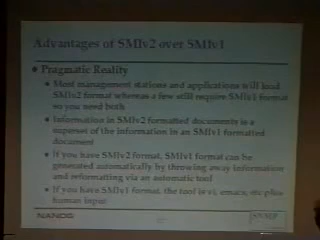 Advantages of SMIv2 over SMIv1
Pragmatic Reality
Most management stations and applications will load
SMIv2 format whereas a few still require SMIv1 format
so you need both
Information in SMIv2 formatted documents is a
superset of the information in an SMIv1 formatted
document
If you have SMIv2 format, SMIv1 format can be
generated automatically by throwing away information
and reformatting via an automatic tool
If you have SMIv1 format, the tool is vi, emacs, etc plus
human input
NANOG
SNMP